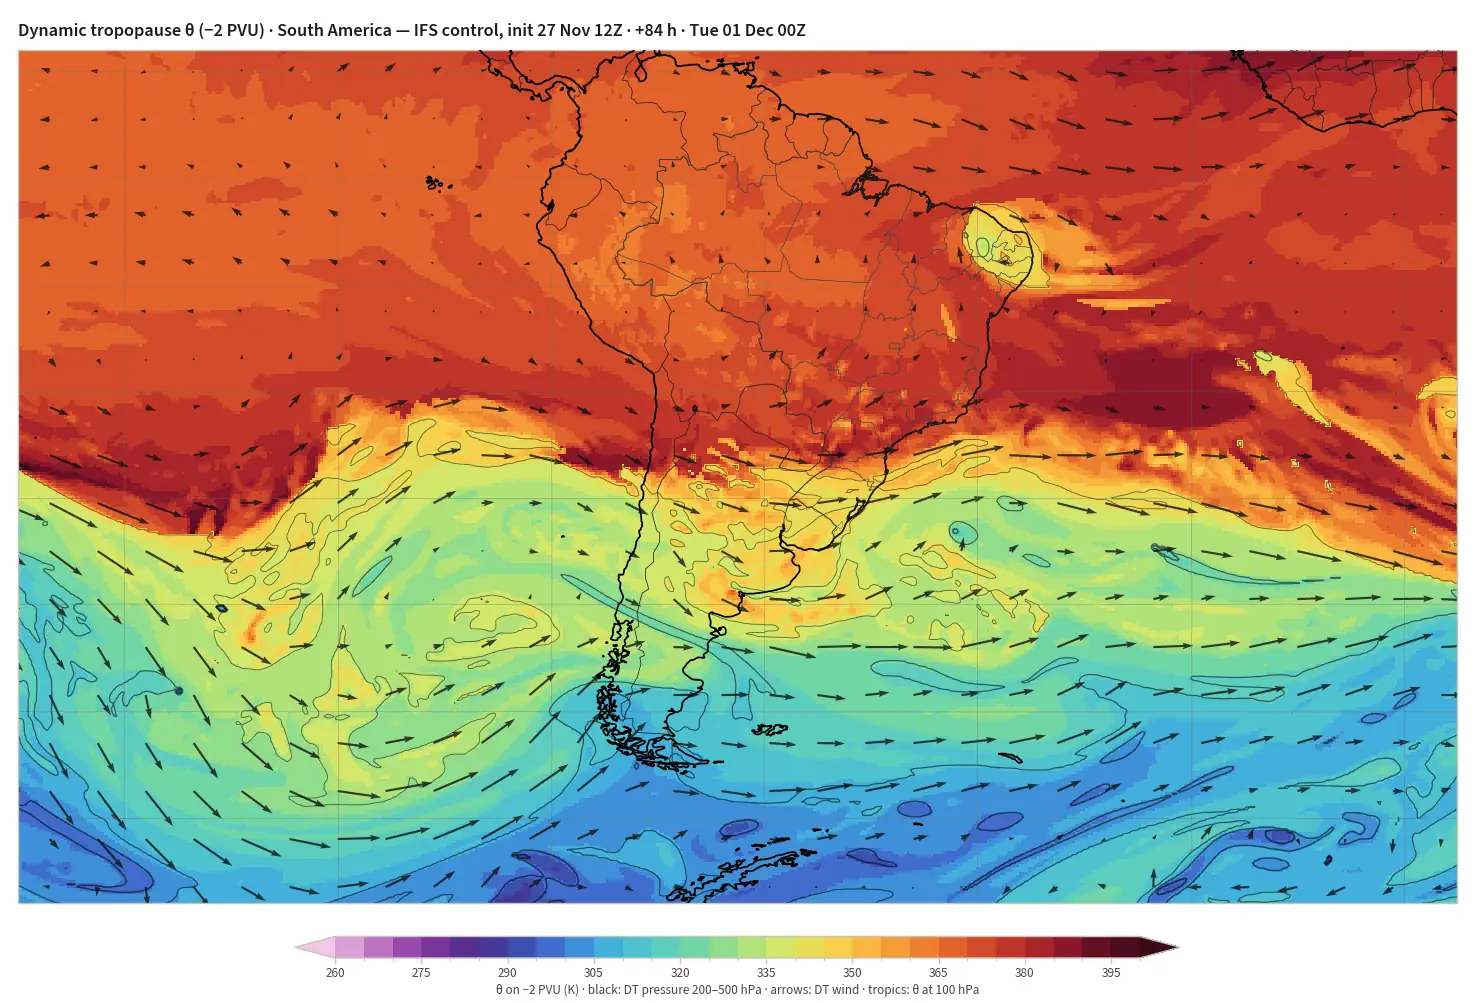 Dynamic tropopause θ (−2 PVU) · South America — IFS control, init 27 Nov 12Z · +84 h · Tue 01 Dec 00Z
260 275 290 305 320 335 350 365 380 395
θ on −2 PVU (K) · black: DT pressure 200–500 hPa · arrows: DT wind · tropics: θ at 100 hPa